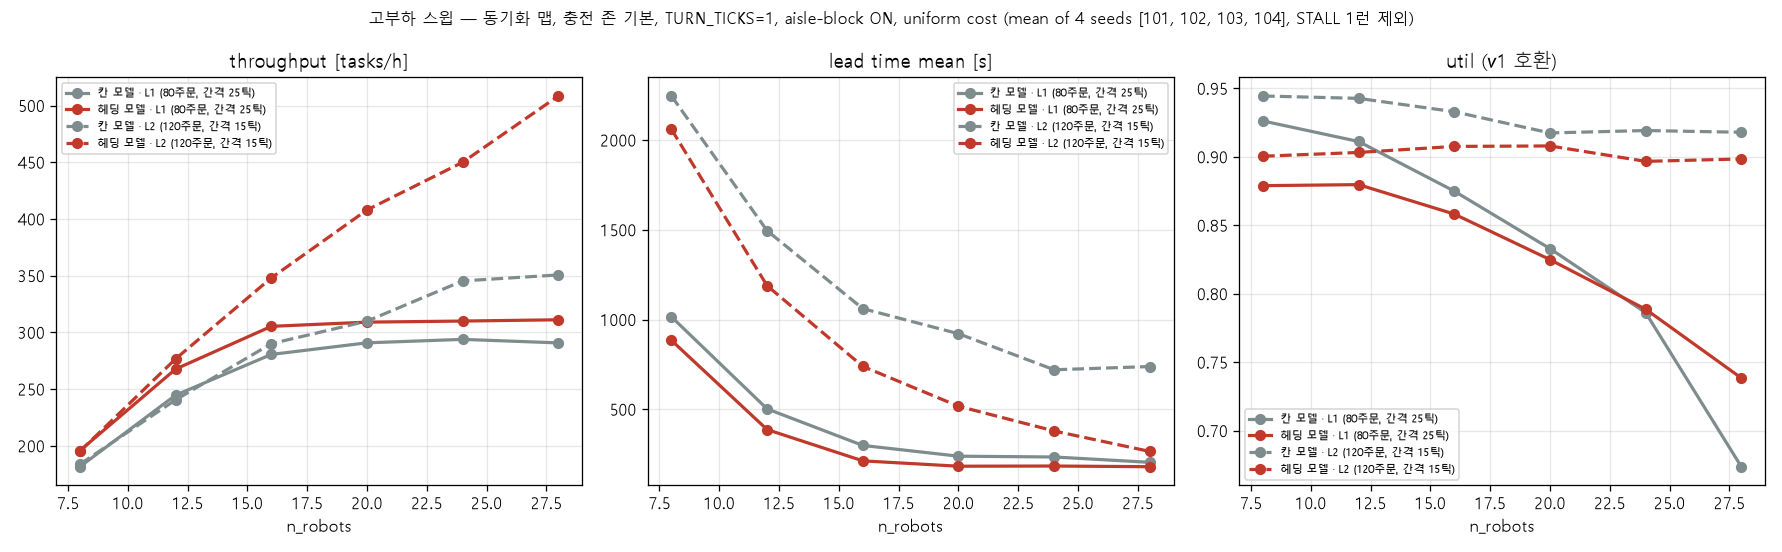 고부하 스윕 — 동기화 맵, 충전 존 기본, TURN_TICKS=1, aisle-block ON, uniform cost (mean of 4 seeds [101, 102, 103, 104], STALL 1런 제외)
throughput [tasks/h]
칸 모델 · L1 (80주문, 간격 25틱)
헤딩 모델 · L1 (80주문, 간격 25틱)
칸 모델 · L2 (120주문, 간격 15틱)
헤딩 모델 · L2 (120주문, 간격 15틱)
500
450
400
350
300
250
200
7.5 10.0 12.5 15.0 17.5 20.0 22.5 25.0 27.5
n_robots
lead time mean [s]
칸 모델 · L1 (80주문, 간격 25틱)
헤딩 모델 · L1 (80주문, 간격 25틱)
칸 모델 · L2 (120주문, 간격 15틱)
헤딩 모델 · L2 (120주문, 간격 15틱)
2000
1500
1000
500
7.5 10.0 12.5 15.0 17.5 20.0 22.5 25.0 27.5
n_robots
util (v1 호환)
0.95
0.90
0.85
0.80
0.75
0.70
칸 모델 · L1 (80주문, 간격 25틱)
헤딩 모델 · L1 (80주문, 간격 25틱)
칸 모델 · L2 (120주문, 간격 15틱)
헤딩 모델 · L2 (120주문, 간격 15틱)
7.5 10.0 12.5 15.0 17.5 20.0 22.5 25.0 27.5
n_robots